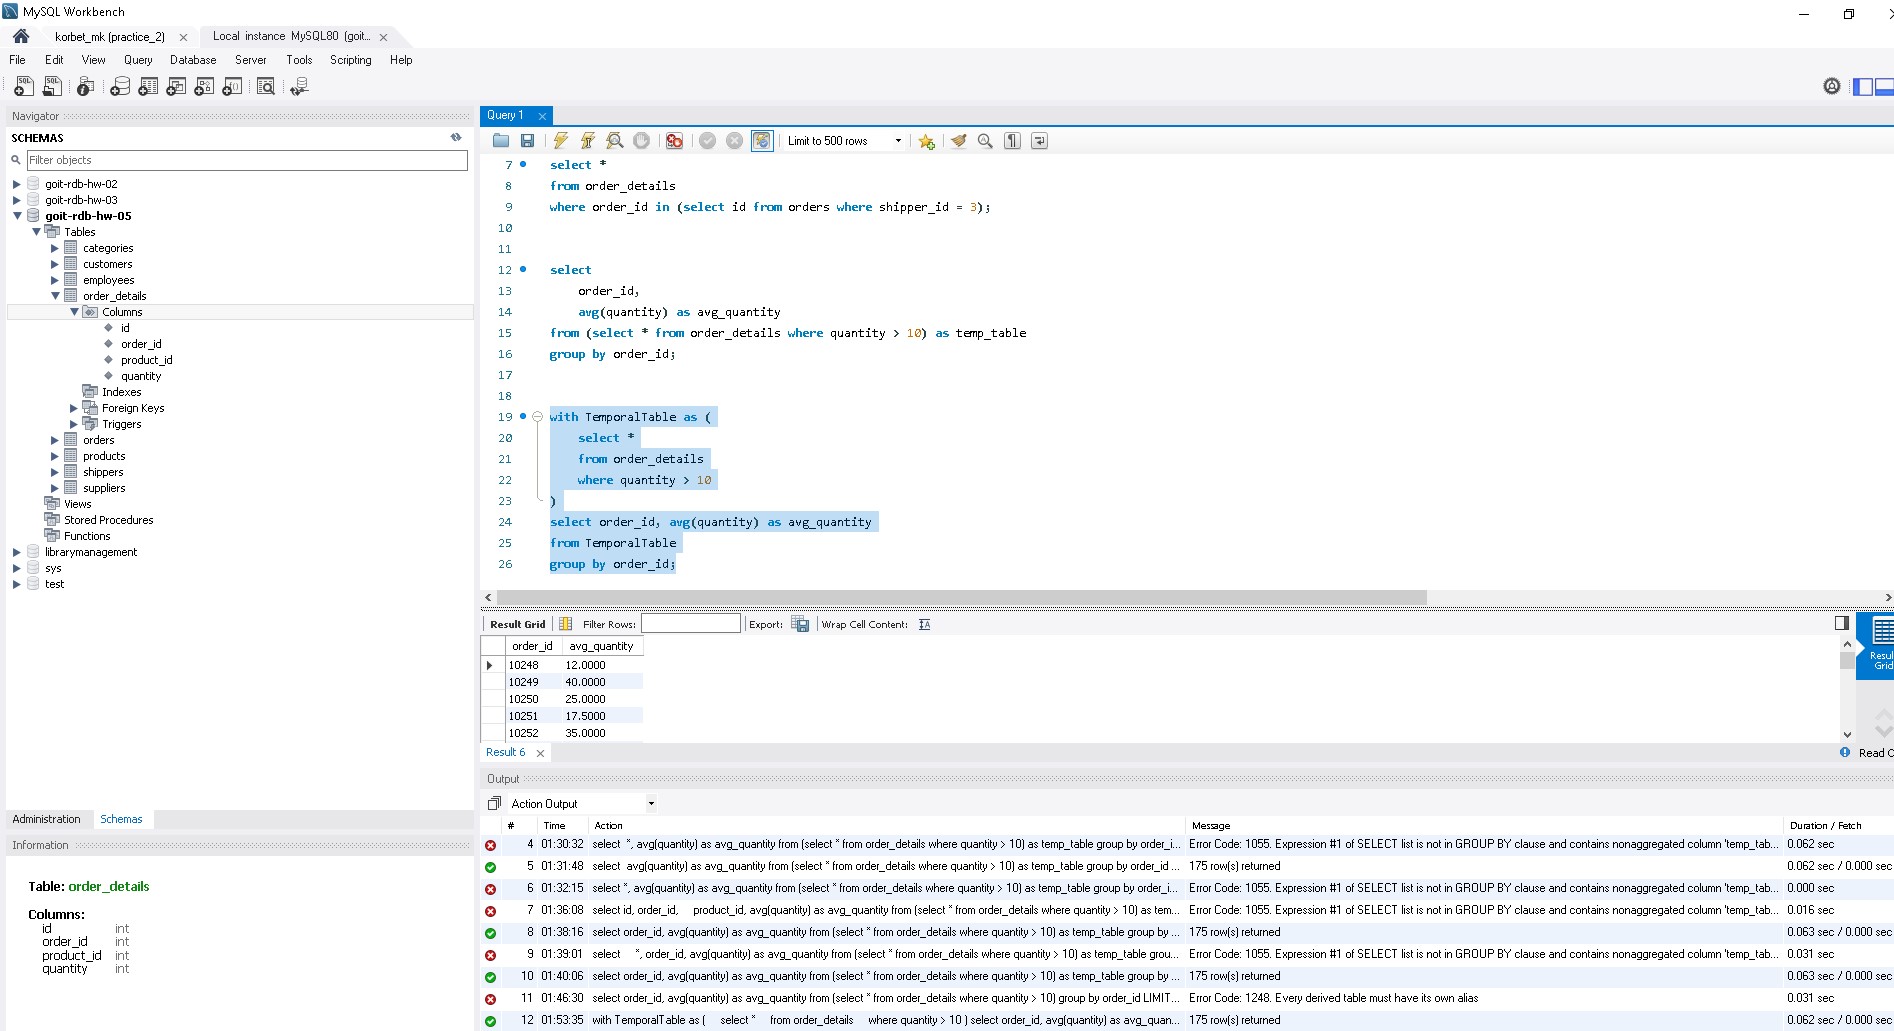 MySQL Workbench
korbet_mk (practice_2)
Local instance MySQL80 (goit...
File Edit View Query Database Server Tools Scripting Help
Navigator
SCHEMAS
Filter objects
goit-rdb-hw-02
goit-rdb-hw-03
goit-rdb-hw-05
Tables
categories
customers
employees
order_details
Columns
id
order_id
product_id
quantity
Indexes
Foreign Keys
Triggers
orders
products
shippers
suppliers
Views
Stored Procedures
Functions
librarymanagement
sys
test
Administration Schemas
Information
Table: order_details
Columns:
id int
order_id int
product_id int
quantity int
Query 1
Limit to 500 rows
7 select *
8 from order_details
9 where order_id in (select id from orders where shipper_id = 3);
10
11
12 select
13 order_id,
14 avg(quantity) as avg_quantity
15 from (select * from order_details where quantity > 10) as temp_table
16 group by order_id;
17
18
19 with TemporalTable as (
20 select *
21 from order_details
22 where quantity > 10
23 )
24 select order_id, avg(quantity) as avg_quantity
25 from TemporalTable
26 group by order_id;
Result Grid Filter Rows: Export: Wrap Cell Content:
order_id avg_quantity
10248 12.0000
10249 40.0000
10250 25.0000
10251 17.5000
10252 35.0000
Result 6
Output
Action Output
# Time Action Message Duration / Fetch
4 01:30:32 select *, avg(quantity) as avg_quantity from (select * from order_details where quantity > 10) as temp_table group by order_i... Error Code: 1055. Expression #1 of SELECT list is not in GROUP BY clause and contains nonaggregated column 'temp_tab... 0.062 sec
5 01:31:48 select avg(quantity) as avg_quantity from (select * from order_details where quantity > 10) as temp_table group by order_id ... 175 row(s) returned 0.062 sec / 0.000 sec
6 01:32:15 select *, avg(quantity) as avg_quantity from (select * from order_details where quantity > 10) as temp_table group by order_i... Error Code: 1055. Expression #1 of SELECT list is not in GROUP BY clause and contains nonaggregated column 'temp_tab... 0.000 sec
7 01:36:08 select id, order_id, product_id, avg(quantity) as avg_quantity from (select * from order_details where quantity > 10) as tem... Error Code: 1055. Expression #1 of SELECT list is not in GROUP BY clause and contains nonaggregated column 'temp_tab... 0.016 sec
8 01:38:16 select order_id, avg(quantity) as avg_quantity from (select * from order_details where quantity > 10) as temp_table group by ... 175 row(s) returned 0.063 sec / 0.000 sec
9 01:39:01 select *, order_id, avg(quantity) as avg_quantity from (select * from order_details where quantity > 10) as temp_table grou... Error Code: 1055. Expression #1 of SELECT list is not in GROUP BY clause and contains nonaggregated column 'temp_tab... 0.031 sec
10 01:40:06 select order_id, avg(quantity) as avg_quantity from (select * from order_details where quantity > 10) as temp_table group by ... 175 row(s) returned 0.063 sec / 0.000 sec
11 01:46:30 select order_id, avg(quantity) as avg_quantity from (select * from order_details where quantity > 10) group by order_id LIMIT... Error Code: 1248. Every derived table must have its own alias 0.031 sec
12 01:53:35 with TemporalTable as ( select * from order_details where quantity > 10 ) select order_id, avg(quantity) as avg_quan... 175 row(s) returned 0.062 sec / 0.000 sec
Grid
Read